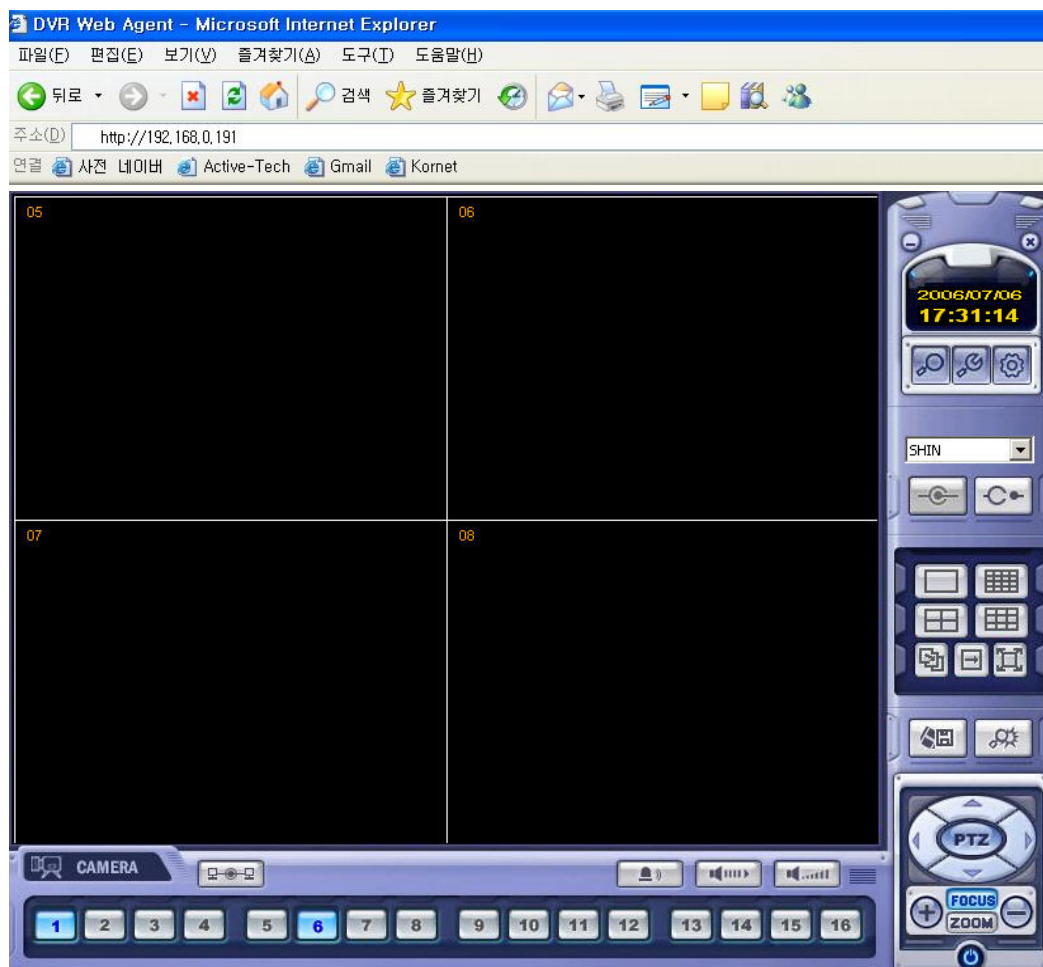 DVR Web Agent - Microsoft Internet Explorer
파일(F) 편집(E) 보기(V) 즐겨찾기(A) 도구(T) 도움말(H)
뒤로 검색 즐겨찾기
주소(D) http://192,168,0,191
연결 사전 네이버 Active-Tech Gmail Kornet
05 06
2006/07/06
17:31:14
SHIN
07 08
PTZ
CAMERA
FOCUS
ZOOM
1 2 3 4 5 6 7 8 9 10 11 12 13 14 15 16